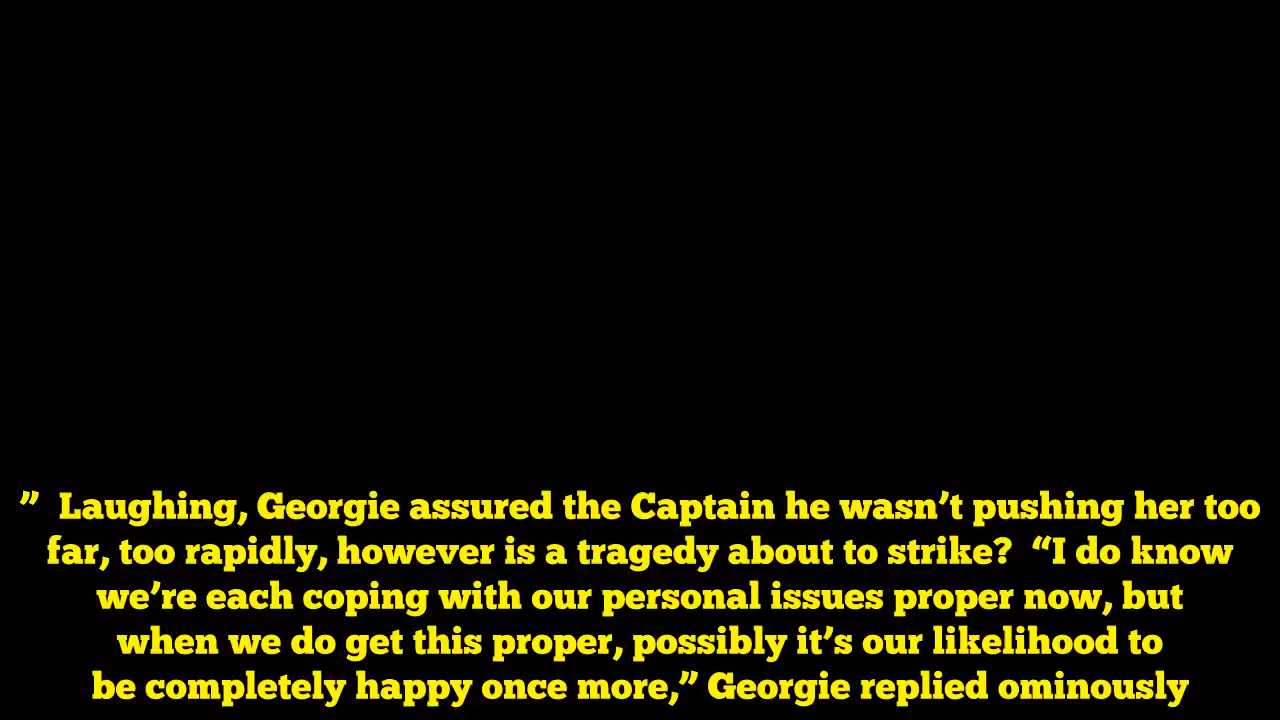 ”  Laughing, Georgie assured the Captain he wasn’t pushing her too
far, too rapidly, however is a tragedy about to strike?  “I do know
we’re each coping with our personal issues proper now, but
when we do get this proper, possibly it’s our likelihood to
be completely happy once more,” Georgie replied ominously